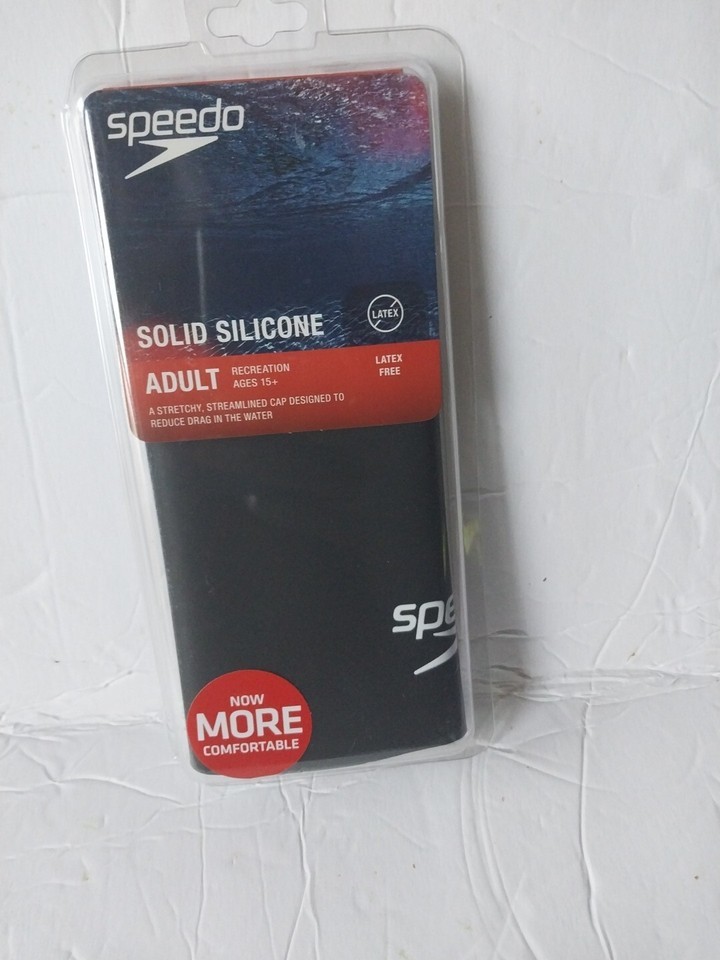 speedo
SOLID SILICONE
LATEX
ADULT
RECREATION
AGES 15+
LATEX
FREE
A STRETCHY, STREAMLINED CAP DESIGNED TO
REDUCE DRAG IN THE WATER
spe
NOW
MORE
COMFORTABLE